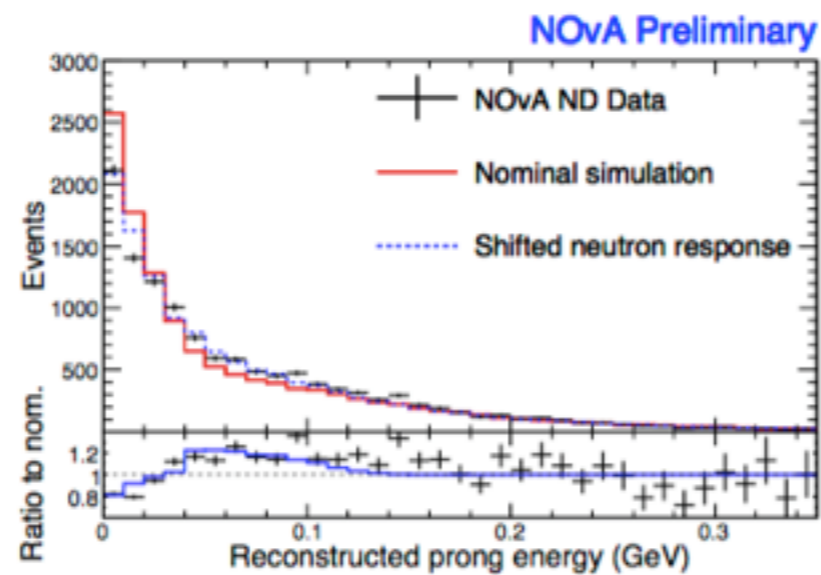 NOvA Preliminary
3000
2500
2000
1500
1000
500
Events
NOvA ND Data
Nominal simulation
Shifted neutron response
1.2
1
0.8
Ratio to nom.
0
0.1
0.2
0.3
Reconstructed prong energy (GeV)